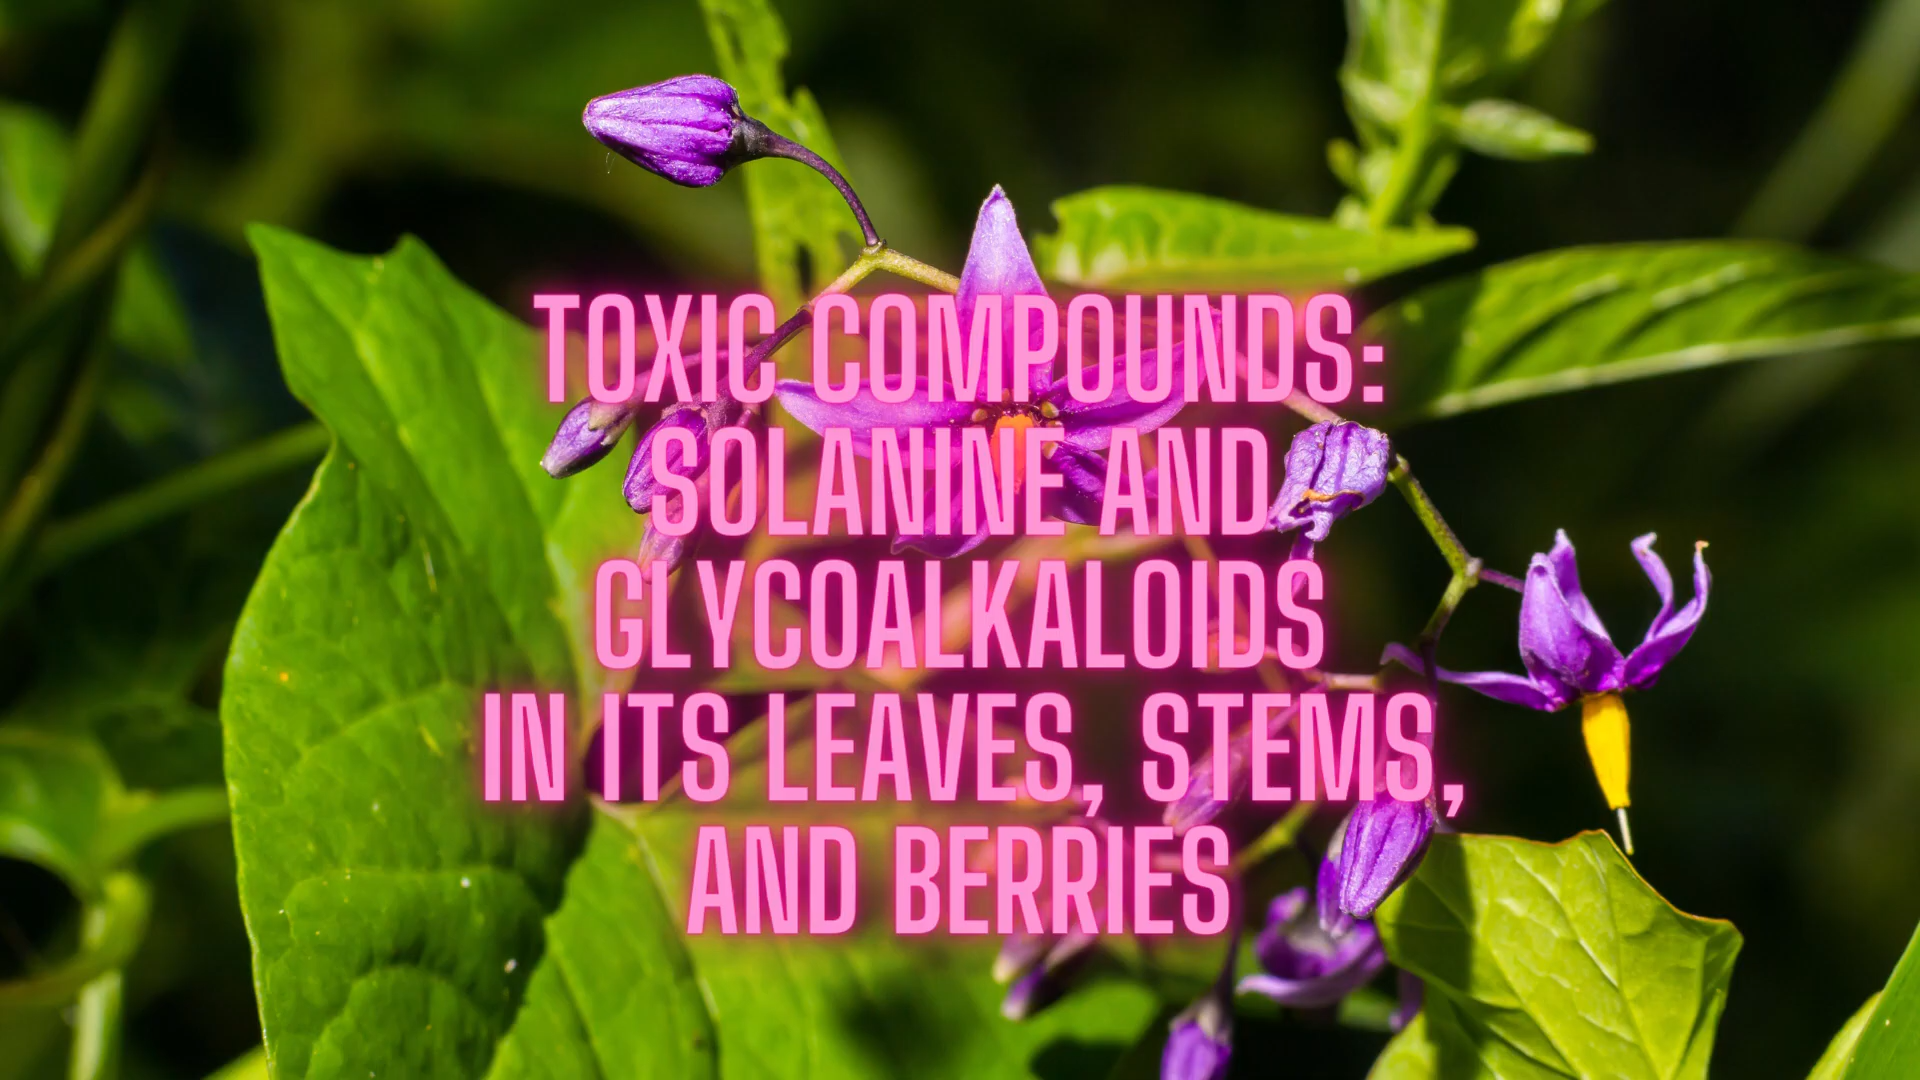 TOXIC COMPOUNDS:
SOLANINE AND
GLYCOALKALOIDS
IN ITS LEAVES, STEMS,
AND BERRIES